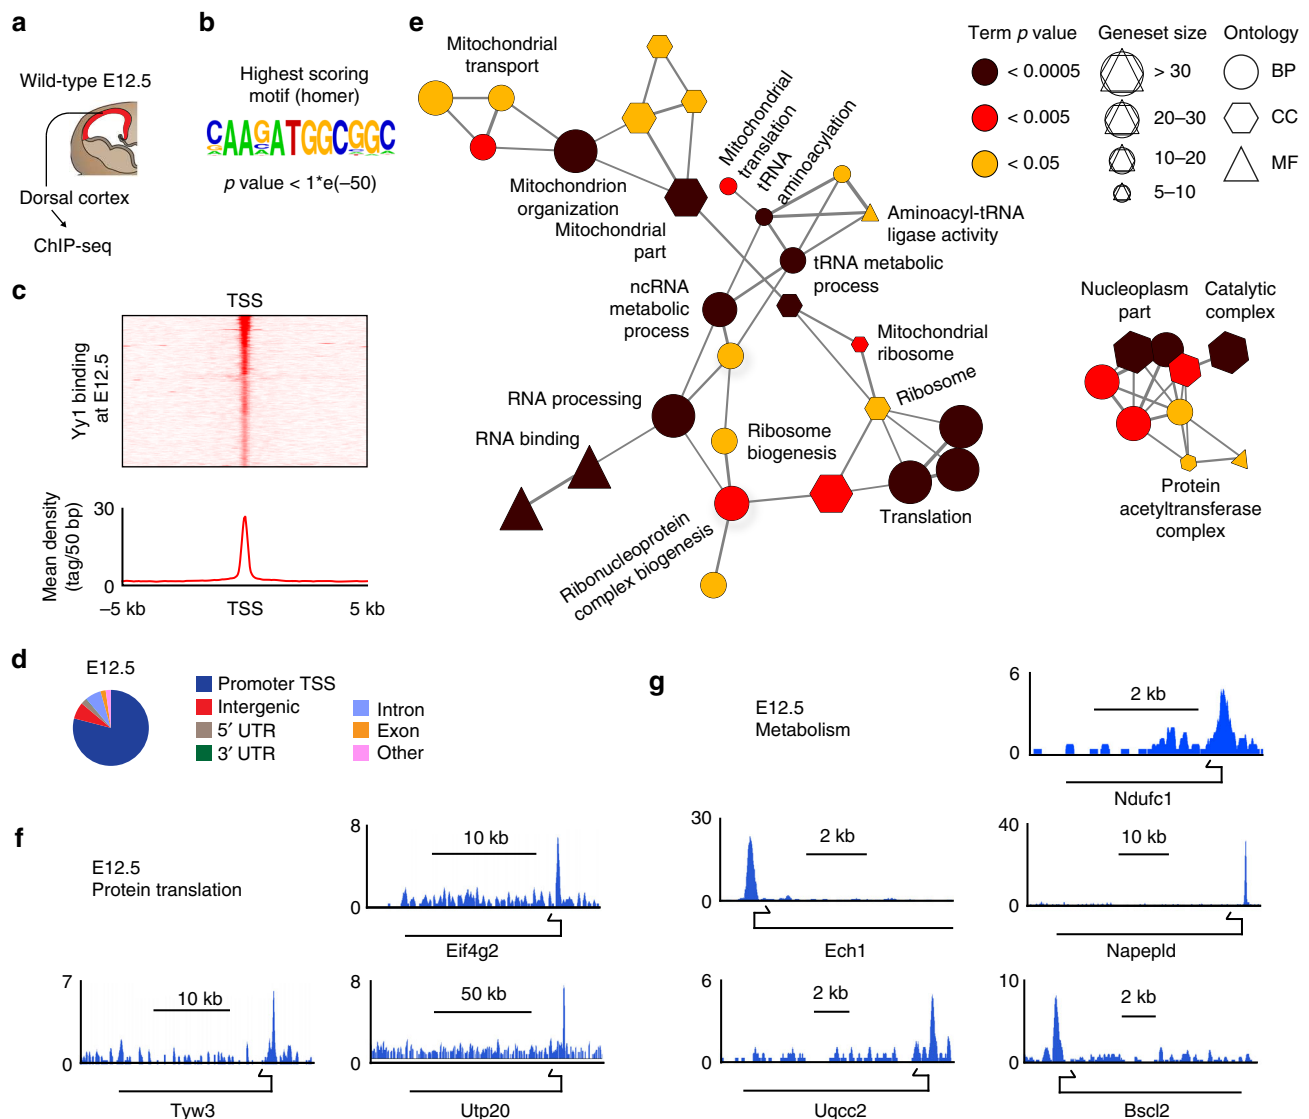 a
Wild-type E12.5
Dorsal cortex
ChIP-seq
b
Highest scoring
motif (homer)
CAAGATGGCGGC
p value < 1*e(–50)
c
TSS
Yy1 binding
at E12.5
Mean density
(tag/50 bp)
30
0
–5 kb
TSS
5 kb
d
E12.5
Promoter TSS
Intergenic
5′ UTR
3′ UTR
Intron
Exon
Other
e
Mitochondrial
transport
Mitochondrion
organization
Mitochondrial
part
Mitochondrial
translation
tRNA
aminoacylation
Aminoacyl-tRNA
ligase activity
tRNA metabolic
process
ncRNA
metabolic
process
Mitochondrial
ribosome
Ribosome
RNA processing
RNA binding
Ribosome
biogenesis
Translation
Ribonucleoprotein
complex biogenesis
Term p value
< 0.0005
< 0.005
< 0.05
Geneset size
> 30
20–30
10–20
5–10
Ontology
BP
CC
MF
Nucleoplasm
part
Catalytic
complex
Protein
acetyltransferase
complex
f
E12.5
Protein translation
8
0
10 kb
Eif4g2
7
0
10 kb
Tyw3
8
0
50 kb
Utp20
g
E12.5
Metabolism
6
0
2 kb
Ndufc1
30
0
2 kb
Ech1
40
0
10 kb
Napepld
6
0
2 kb
Uqcc2
10
0
2 kb
Bscl2